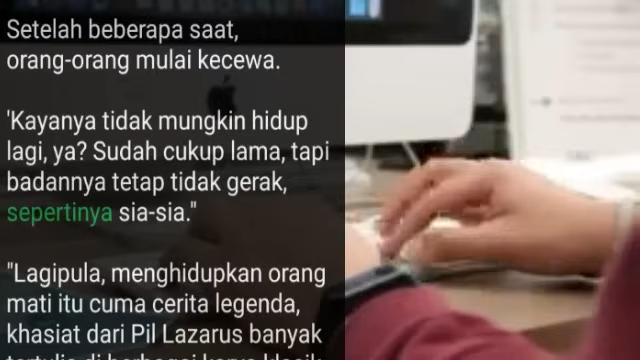 Setelah beberapa saat,
orang-orang mulai kecewa.
'Kayanya tidak mungkin hidup
lagi, ya? Sudah cukup lama, tapi
badannya tetap tidak gerak,
sepertinya sia-sia."
"Lagipula, menghidupkan orang
mati itu cuma cerita legenda,
khasiat dari Pil Lazarus banyak